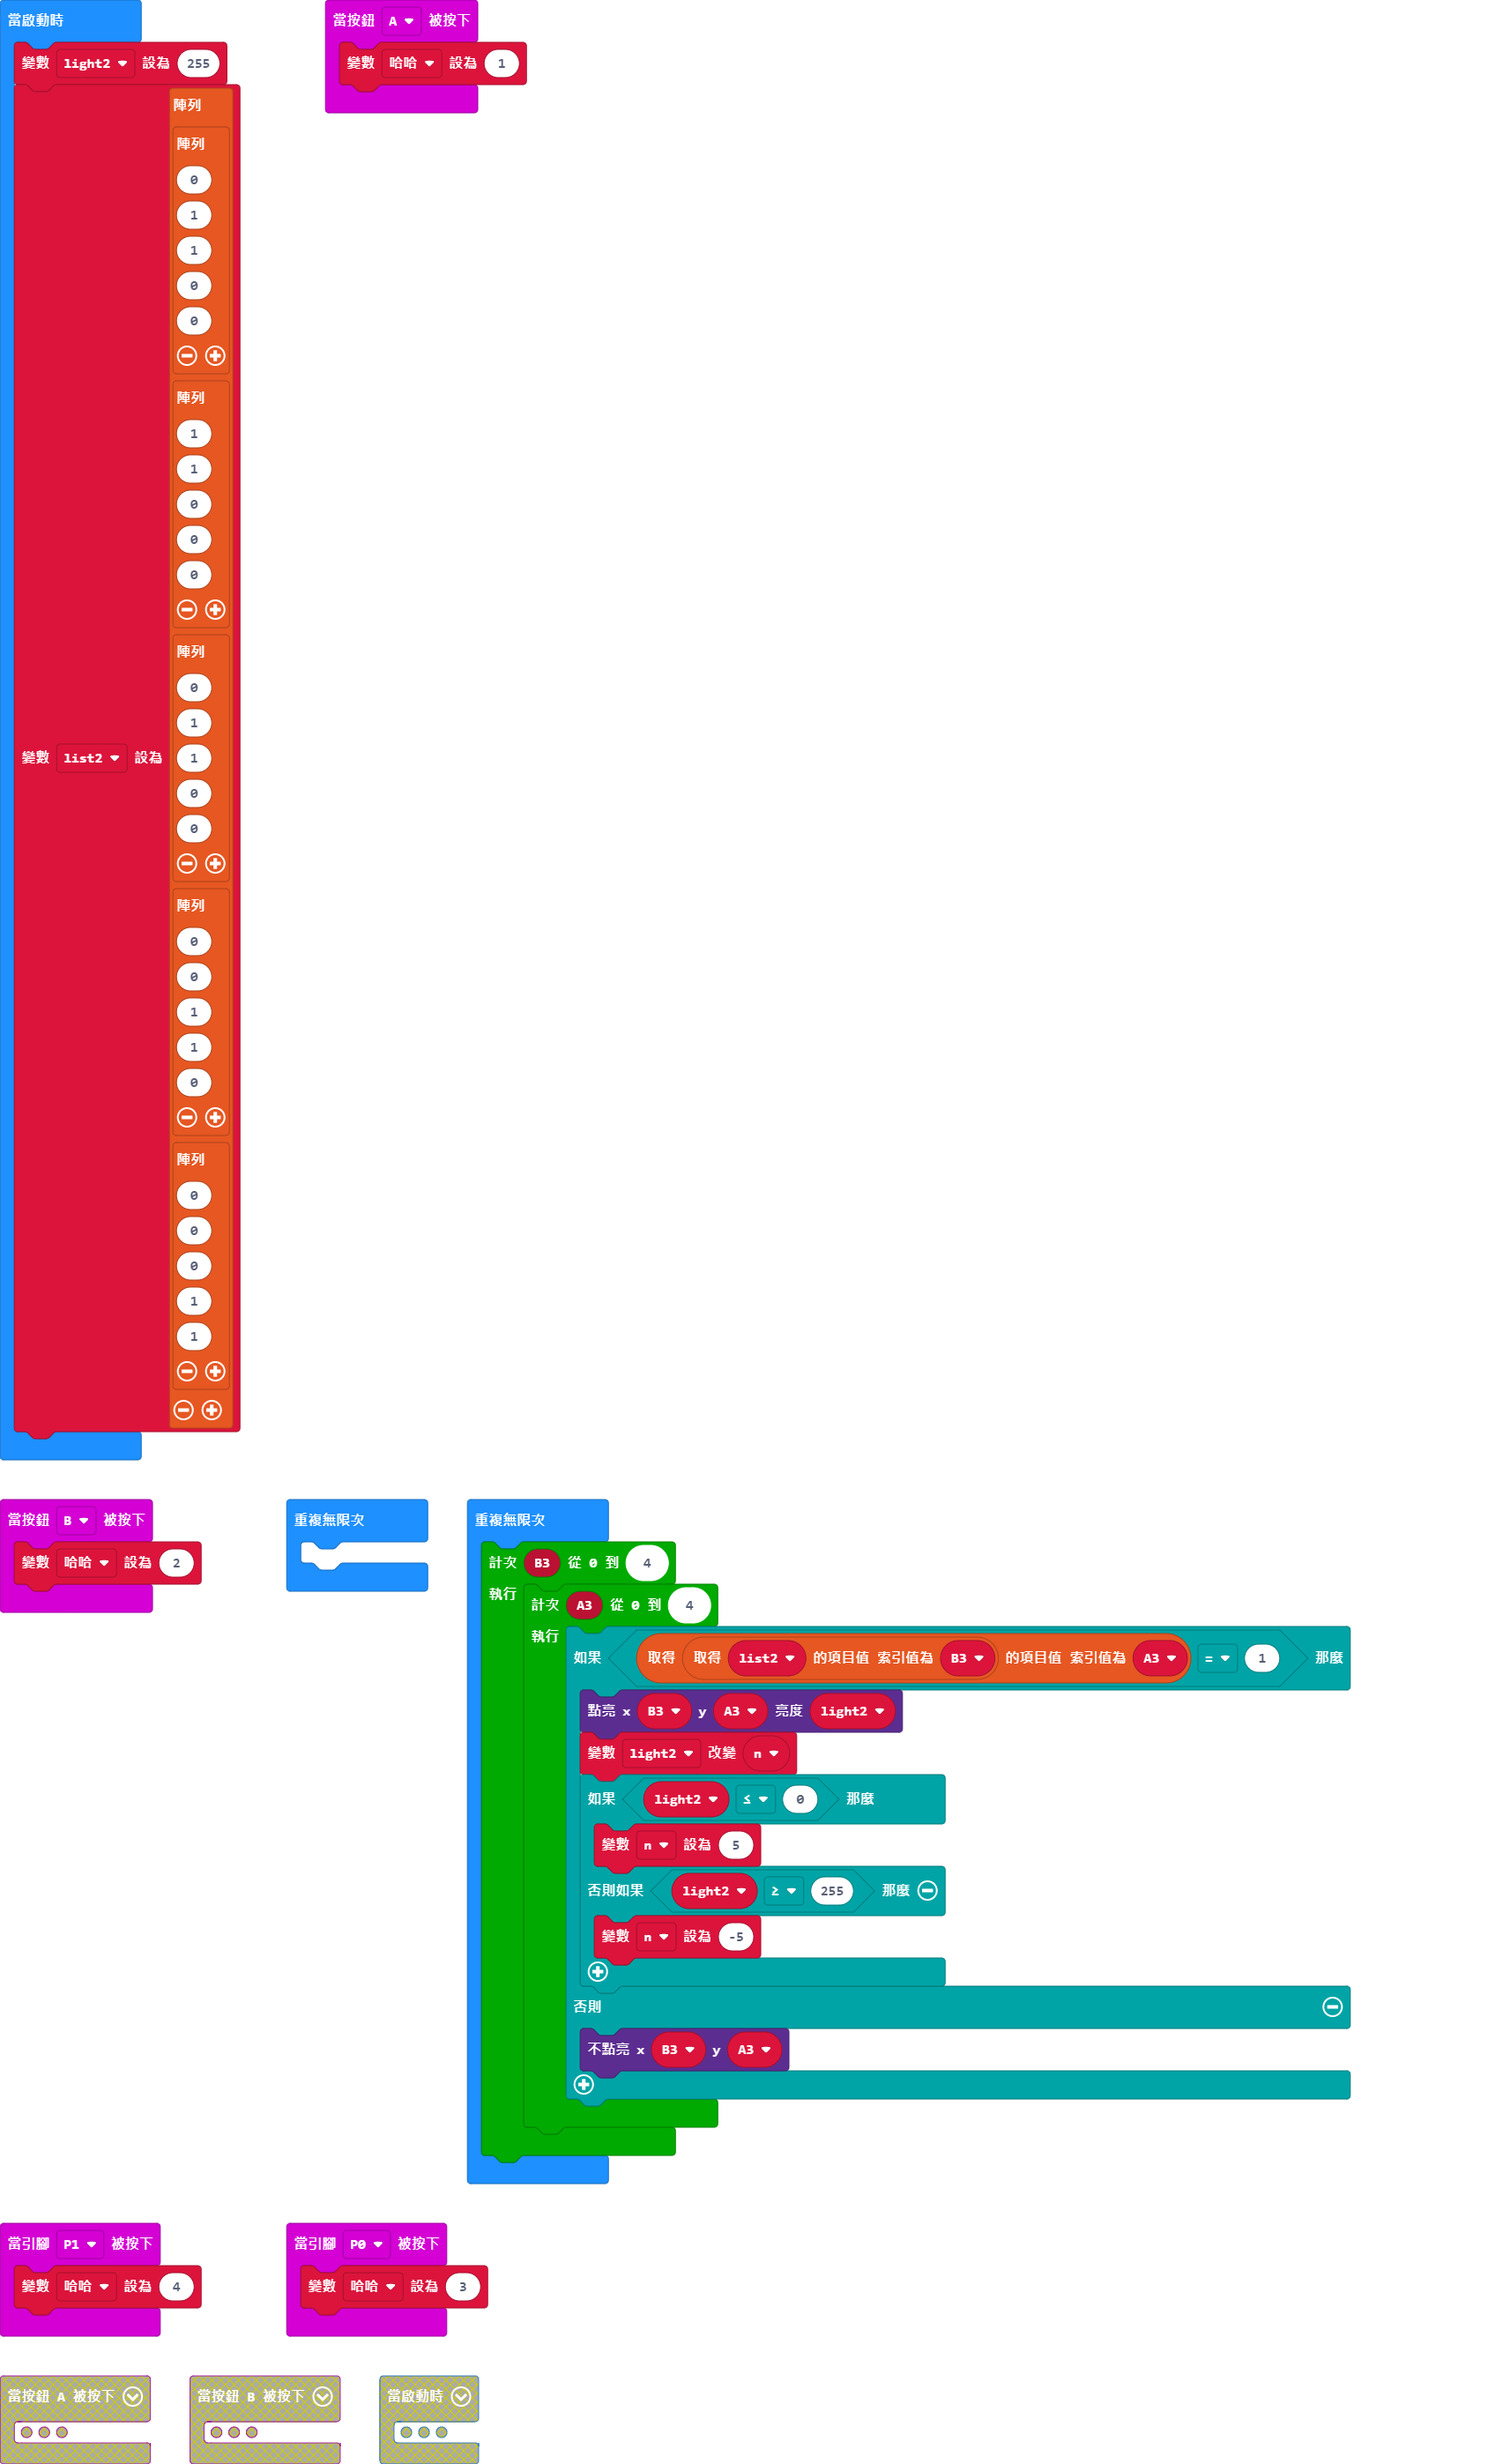 當啟動時
變數 light2 設為 255
變數 list2 設為
陣列
陣列
0
1
1
0
0
陣列
1
1
0
0
0
陣列
0
1
1
0
0
陣列
0
0
1
1
0
陣列
0
0
0
1
1
當按鈕 A 被按下
變數 哈哈 設為 1
當按鈕 B 被按下
變數 哈哈 設為 2
重複無限次
重複無限次
計次 B3 從 0 到 4
執行
計次 A3 從 0 到 4
執行
如果 取得 取得 list2 的項目值 索引值為 B3 的項目值 索引值為 A3 = 1 那麼
點亮 x B3 y A3 亮度 light2
變數 light2 改變 n
如果 light2 ≤ 0 那麼
變數 n 設為 5
否則如果 light2 ≥ 255 那麼
變數 n 設為 -5
否則
不點亮 x B3 y A3
當引腳 P1 被按下
變數 哈哈 設為 4
當引腳 P0 被按下
變數 哈哈 設為 3
當按鈕 A 被按下
當按鈕 B 被按下
當啟動時